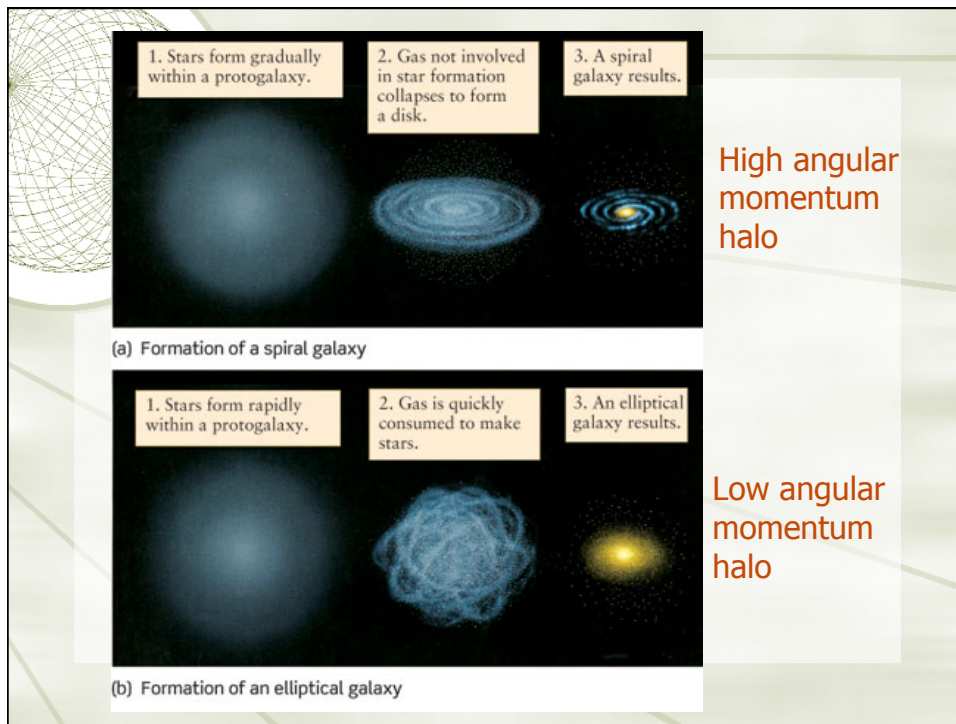 1. Stars form gradually
within a protogalaxy.
2. Gas not involved
in star formation
collapses to form
a disk.
3. A spiral
galaxy results.
High angular
momentum
halo
(a) Formation of a spiral galaxy
1. Stars form rapidly
within a protogalaxy.
2. Gas is quickly
consumed to make
stars.
3. An elliptical
galaxy results.
Low angular
momentum
halo
(b) Formation of an elliptical galaxy